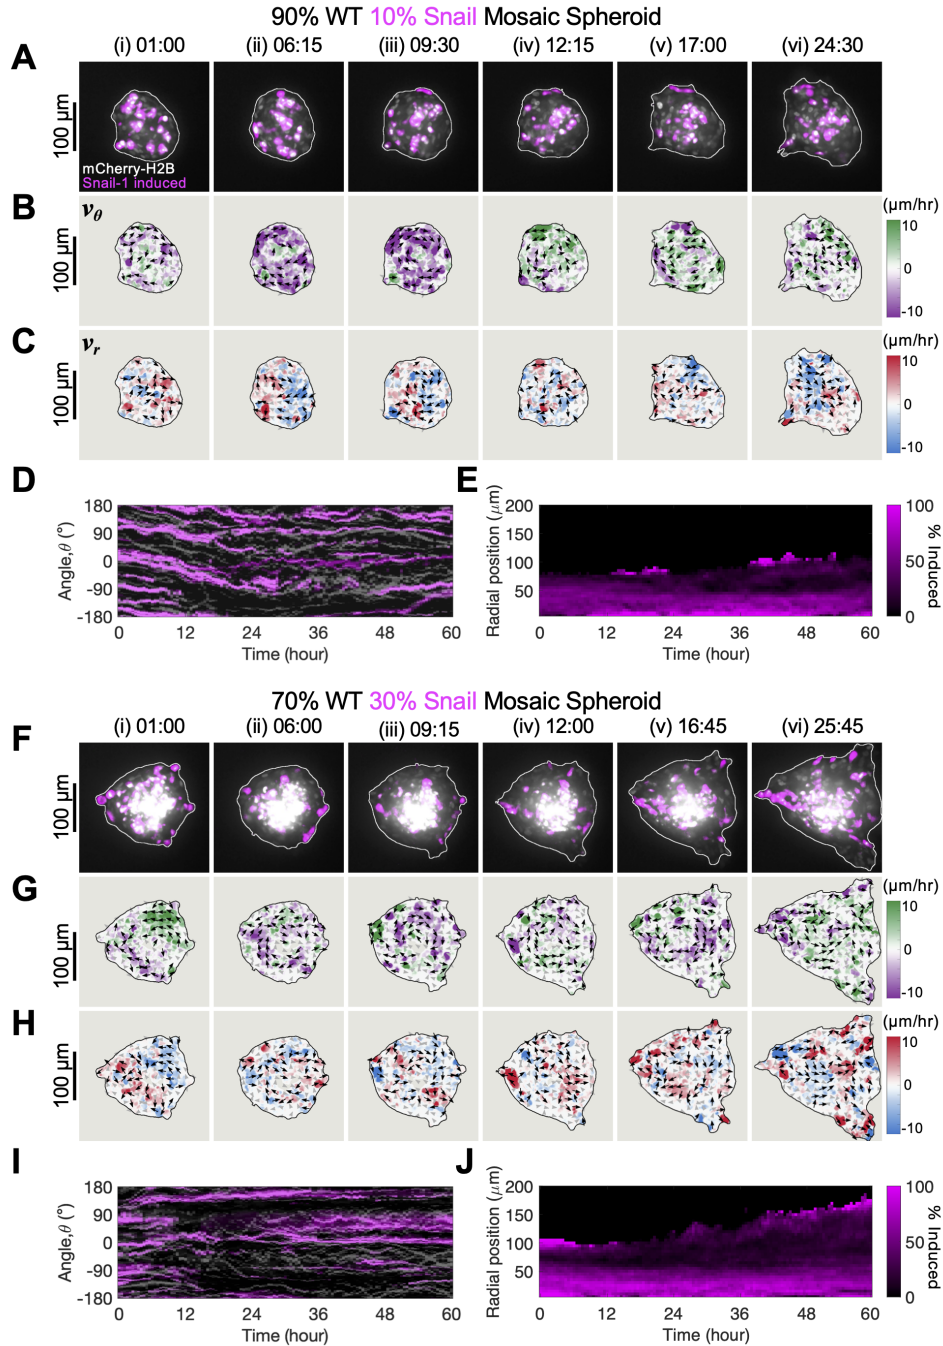 90% WT 10% Snail Mosaic Spheroid
(i) 01:00 (ii) 06:15 (iii) 09:30 (iv) 12:15 (v) 17:00 (vi) 24:30
A
100 µm
mCherry-H2B
Snail-1 induced
B
vθ
100 µm
(µm/hr)
10
0
-10
C
vr
100 µm
(µm/hr)
10
0
-10
D
Angle,θ (°)
180
90
0
-90
-180
0 12 24 36 48 60
Time (hour)
E
Radial position (µm)
200
150
100
50
0 12 24 36 48 60
Time (hour)
100
50
0
% Induced
70% WT 30% Snail Mosaic Spheroid
(i) 01:00 (ii) 06:00 (iii) 09:15 (iv) 12:00 (v) 16:45 (vi) 25:45
F
100 µm
G
100 µm
(µm/hr)
10
0
-10
H
100 µm
(µm/hr)
10
0
-10
I
Angle,θ (°)
180
90
0
-90
-180
0 12 24 36 48 60
Time (hour)
J
Radial position (µm)
200
150
100
50
0 12 24 36 48 60
Time (hour)
100
50
0
% Induced